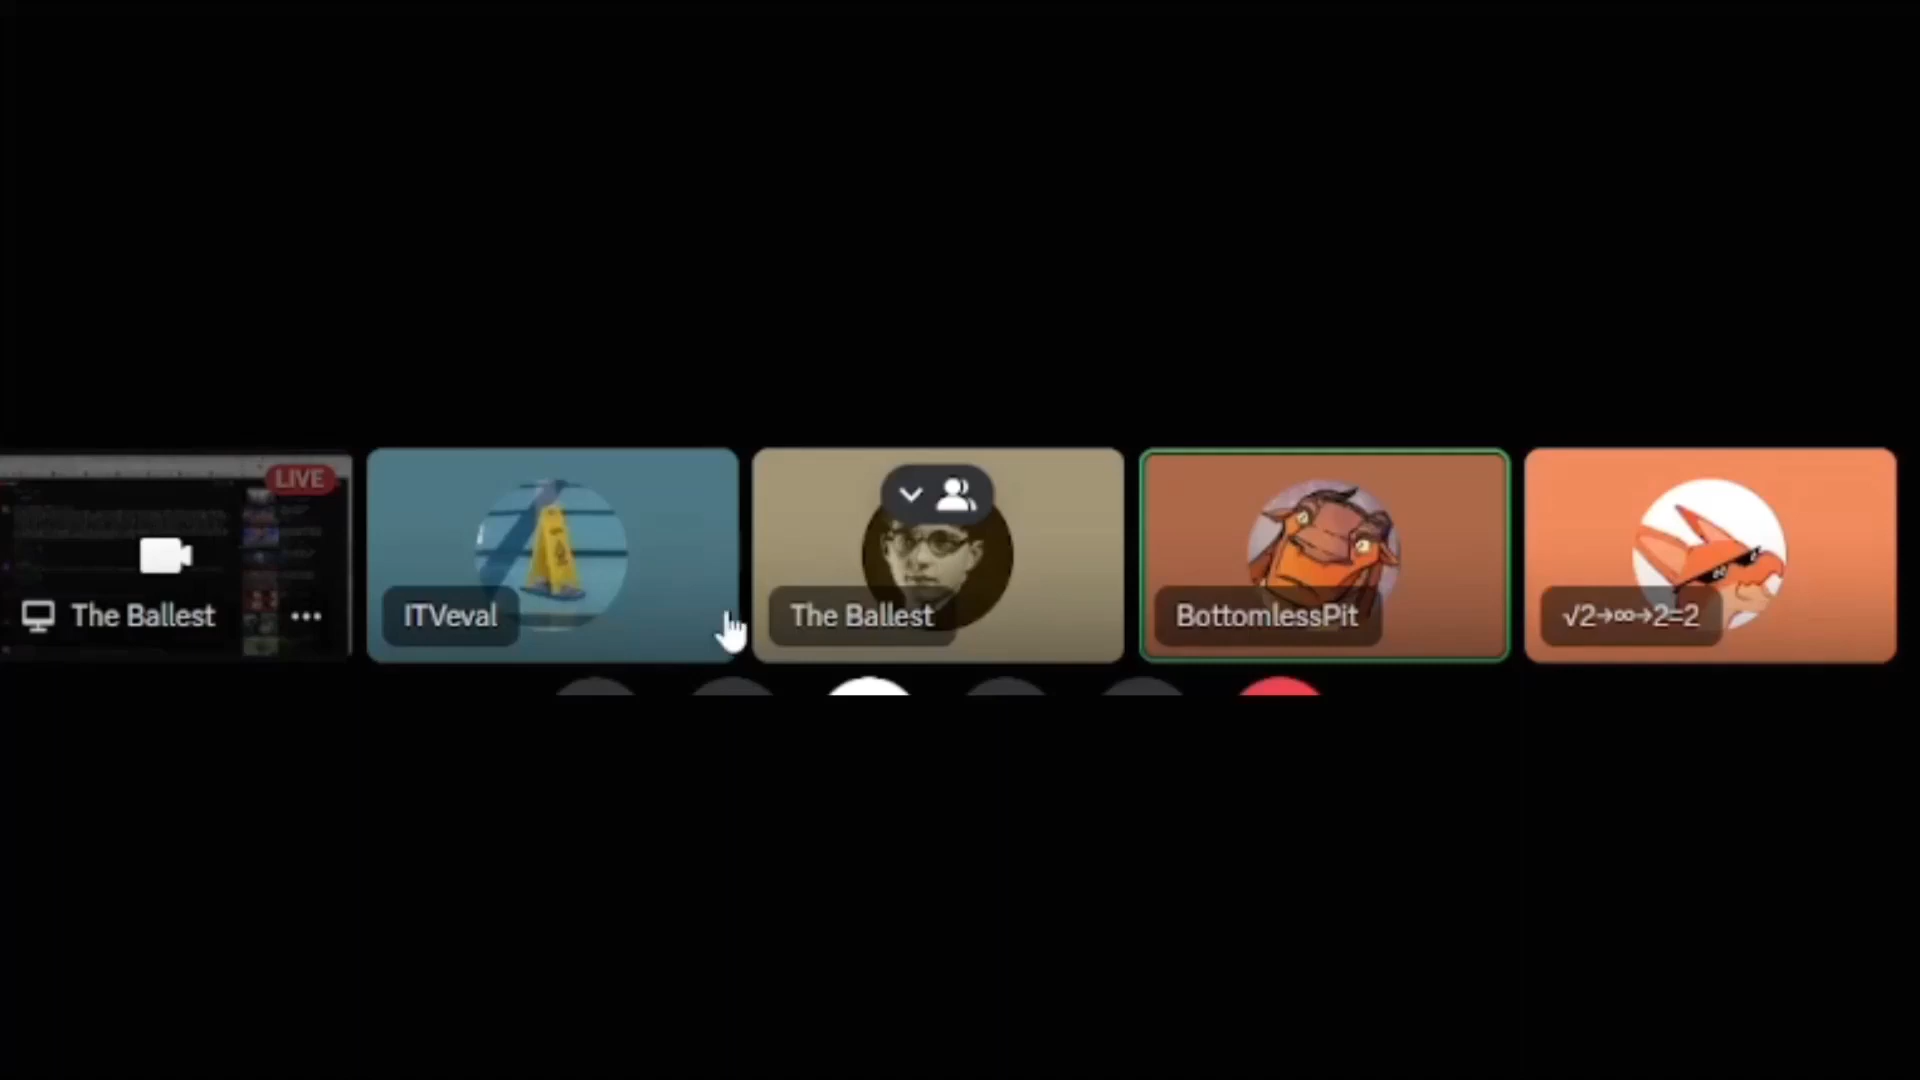 LIVE
The Ballest
ITVeval
The Ballest
BottomlessPit
√2→∞→2=2